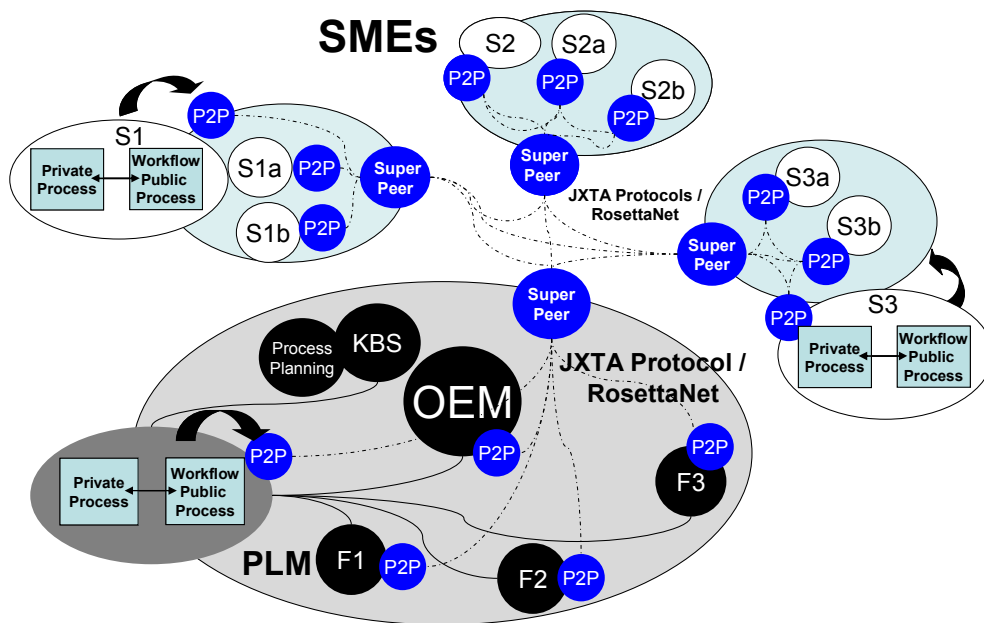 SMEs
S2
S2a
S2b
P2P
P2P
P2P
Super
Peer
P2P
S1
Private
Process
Workflow
Public
Process
S1a
P2P
S1b
P2P
Super
Peer
JXTA Protocols /
RosettaNet
S3a
P2P
S3b
P2P
Super
Peer
P2P
S3
Private
Process
Workflow
Public
Process
Super
Peer
Process
Planning
KBS
OEM
P2P
JXTA Protocol /
RosettaNet
P2P
Private
Process
Workflow
Public
Process
P2P
F3
PLM
F1
P2P
F2
P2P